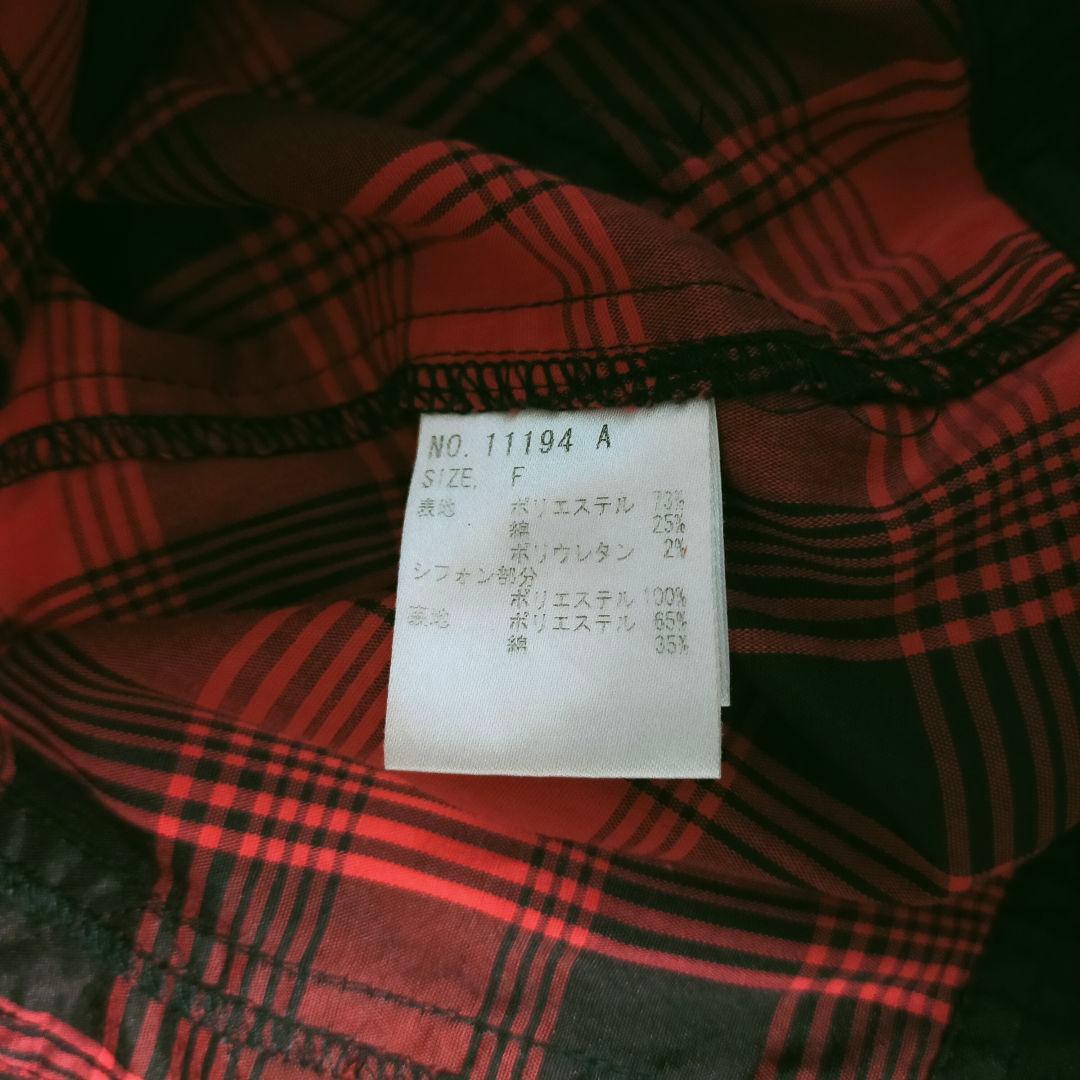 NO. 11194 A
SIZE. F
表地 ポリエステル 73%
綿 25%
ポリウレタン 2%
シフォン部分
ポリエステル 100%
裏地 ポリエステル 65%
綿 35%